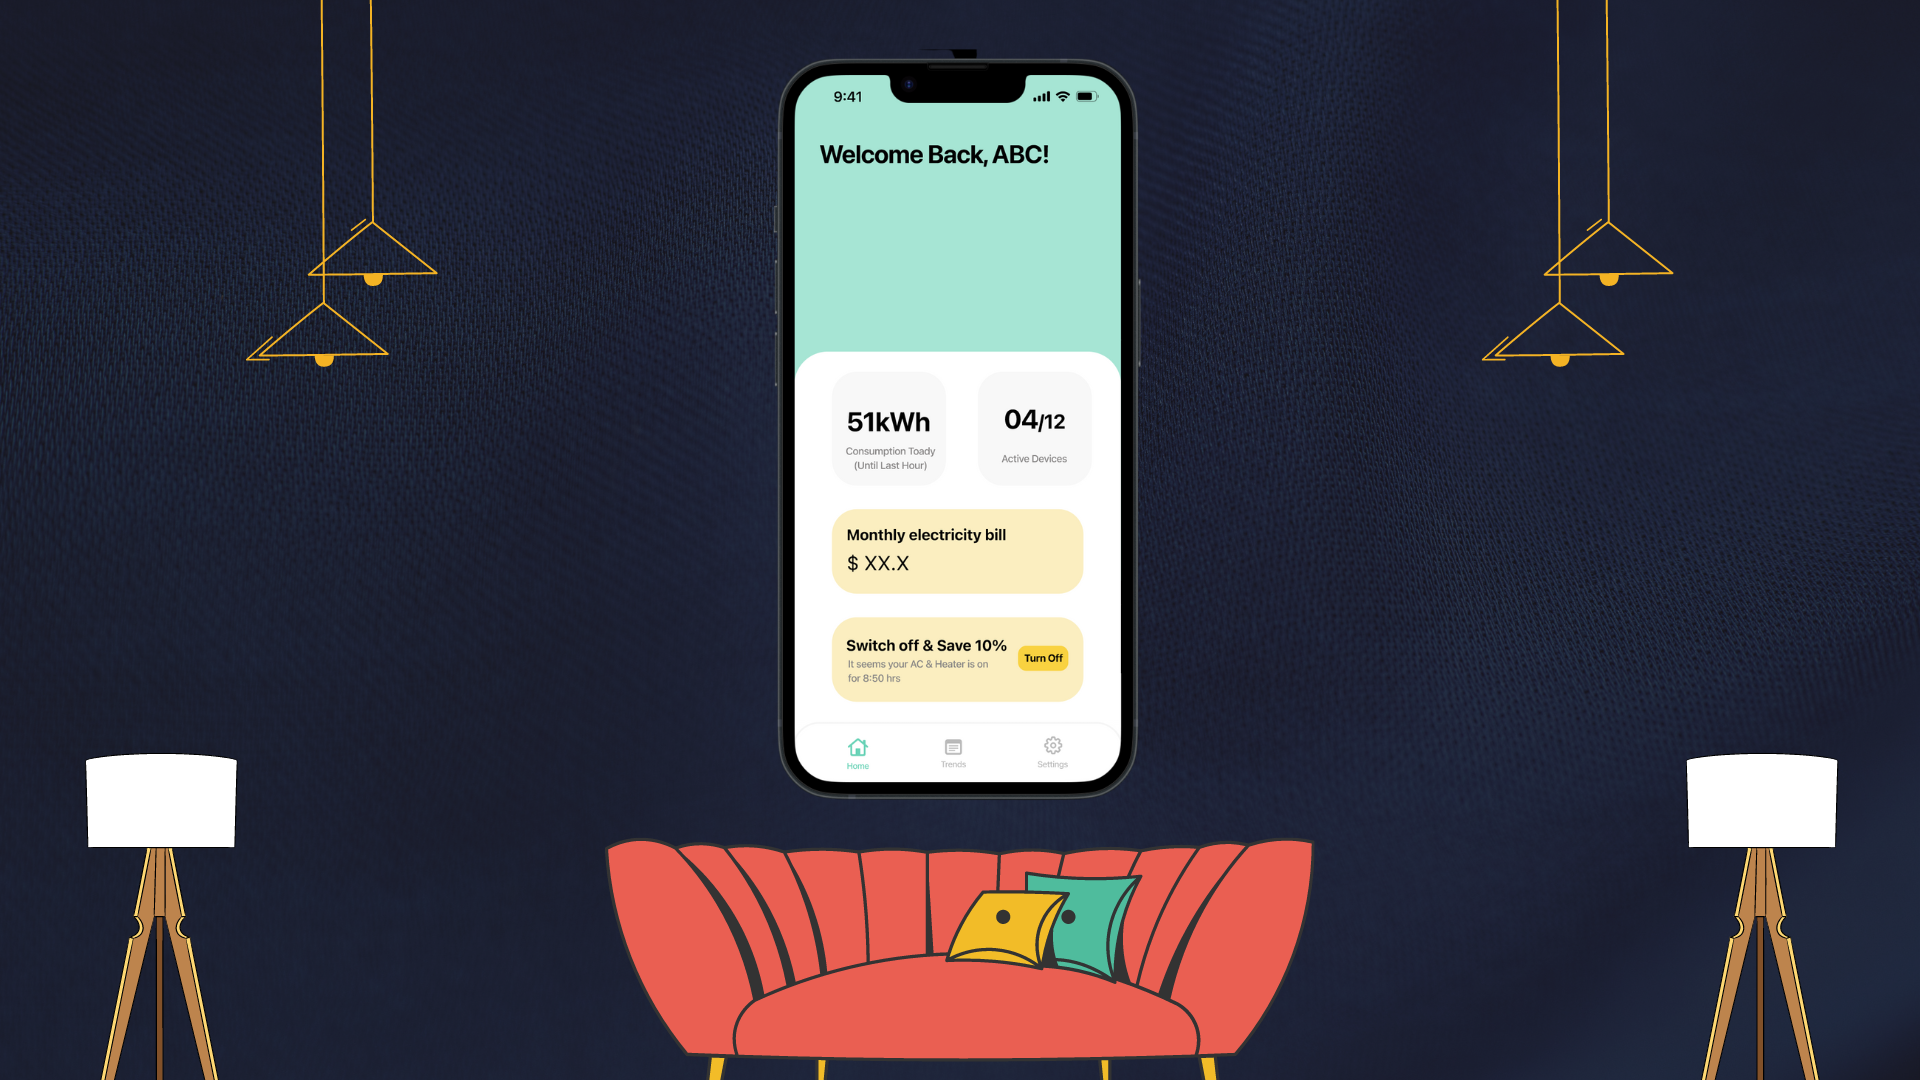 9:41
Welcome Back, ABC!
51kWh
Consumption Toady
(Until Last Hour)
04/12
Active Devices
Monthly electricity bill
$ XX.X
Switch off & Save 10%
It seems your AC & Heater is on
for 8:50 hrs
Turn Off
Home
Trends
Settings